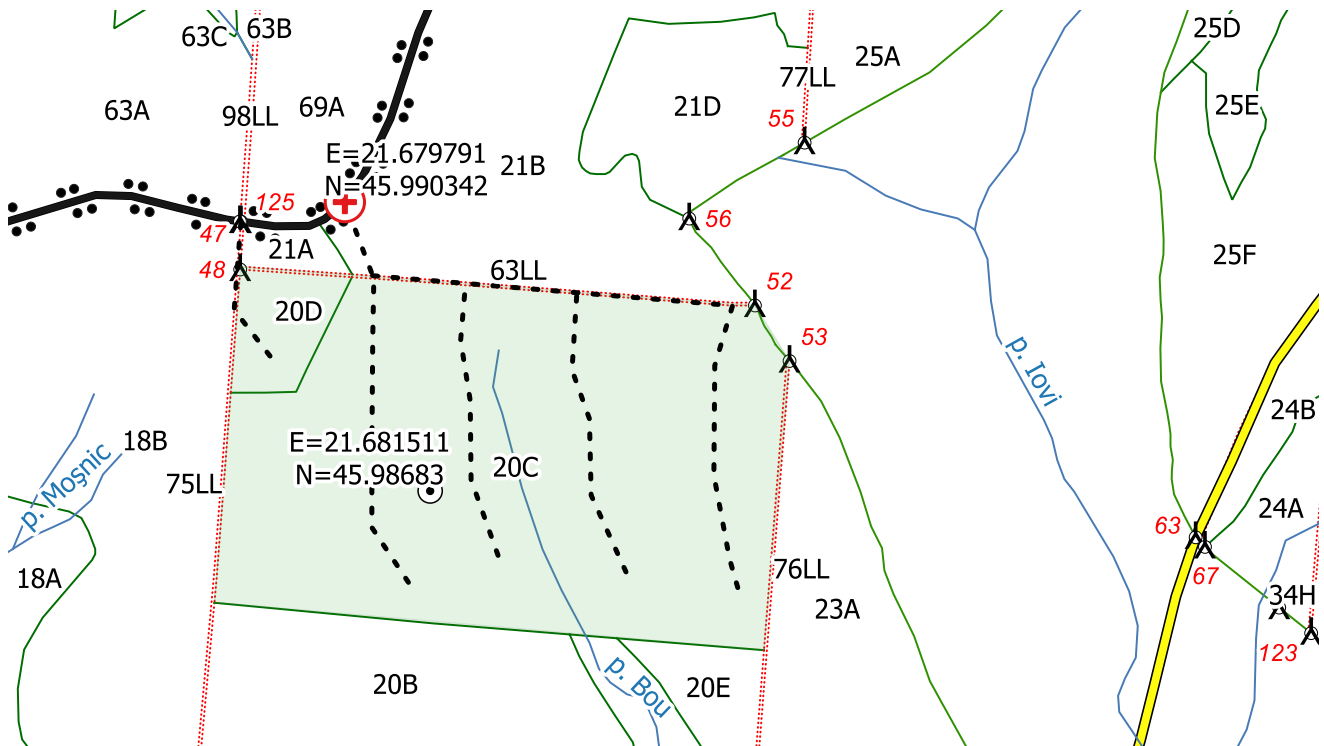 63C
63B
25D
63A
98LL
69A
77LL
25A
21D
25E
55
E=21.679791
N=45.990342
21B
125
47
56
21A
25F
48
63LL
52
20D
53
p. Iovi
24B
18B
E=21.681511
N=45.98683
20C
p. Moşnic
75LL
24A
63
18A
76LL
67
34H
23A
123
20B
p. Bou
20E